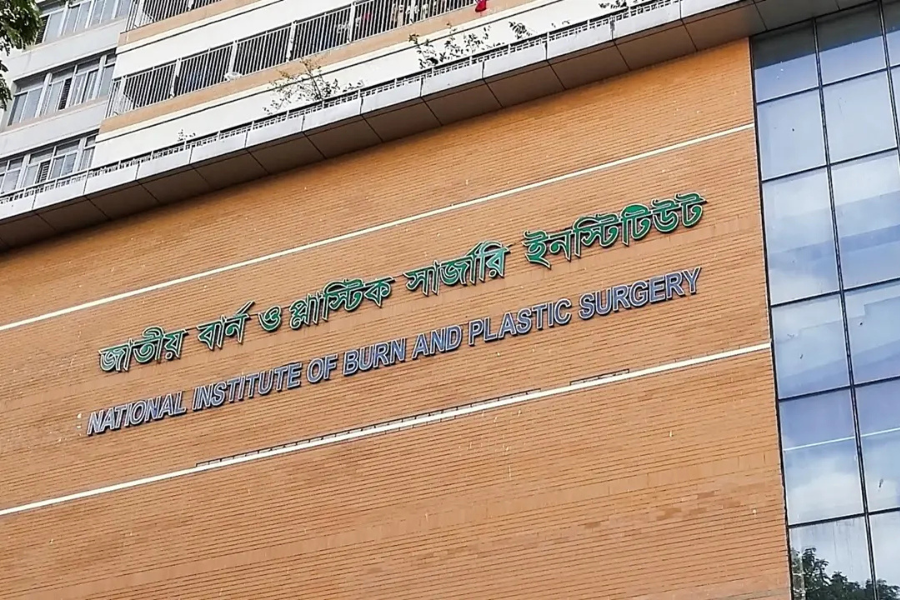 জাতীয় বার্ন ও প্লাস্টিক সার্জারি ইনস্টিটিউট
NATIONAL INSTITUTE OF BURN AND PLASTIC SURGERY